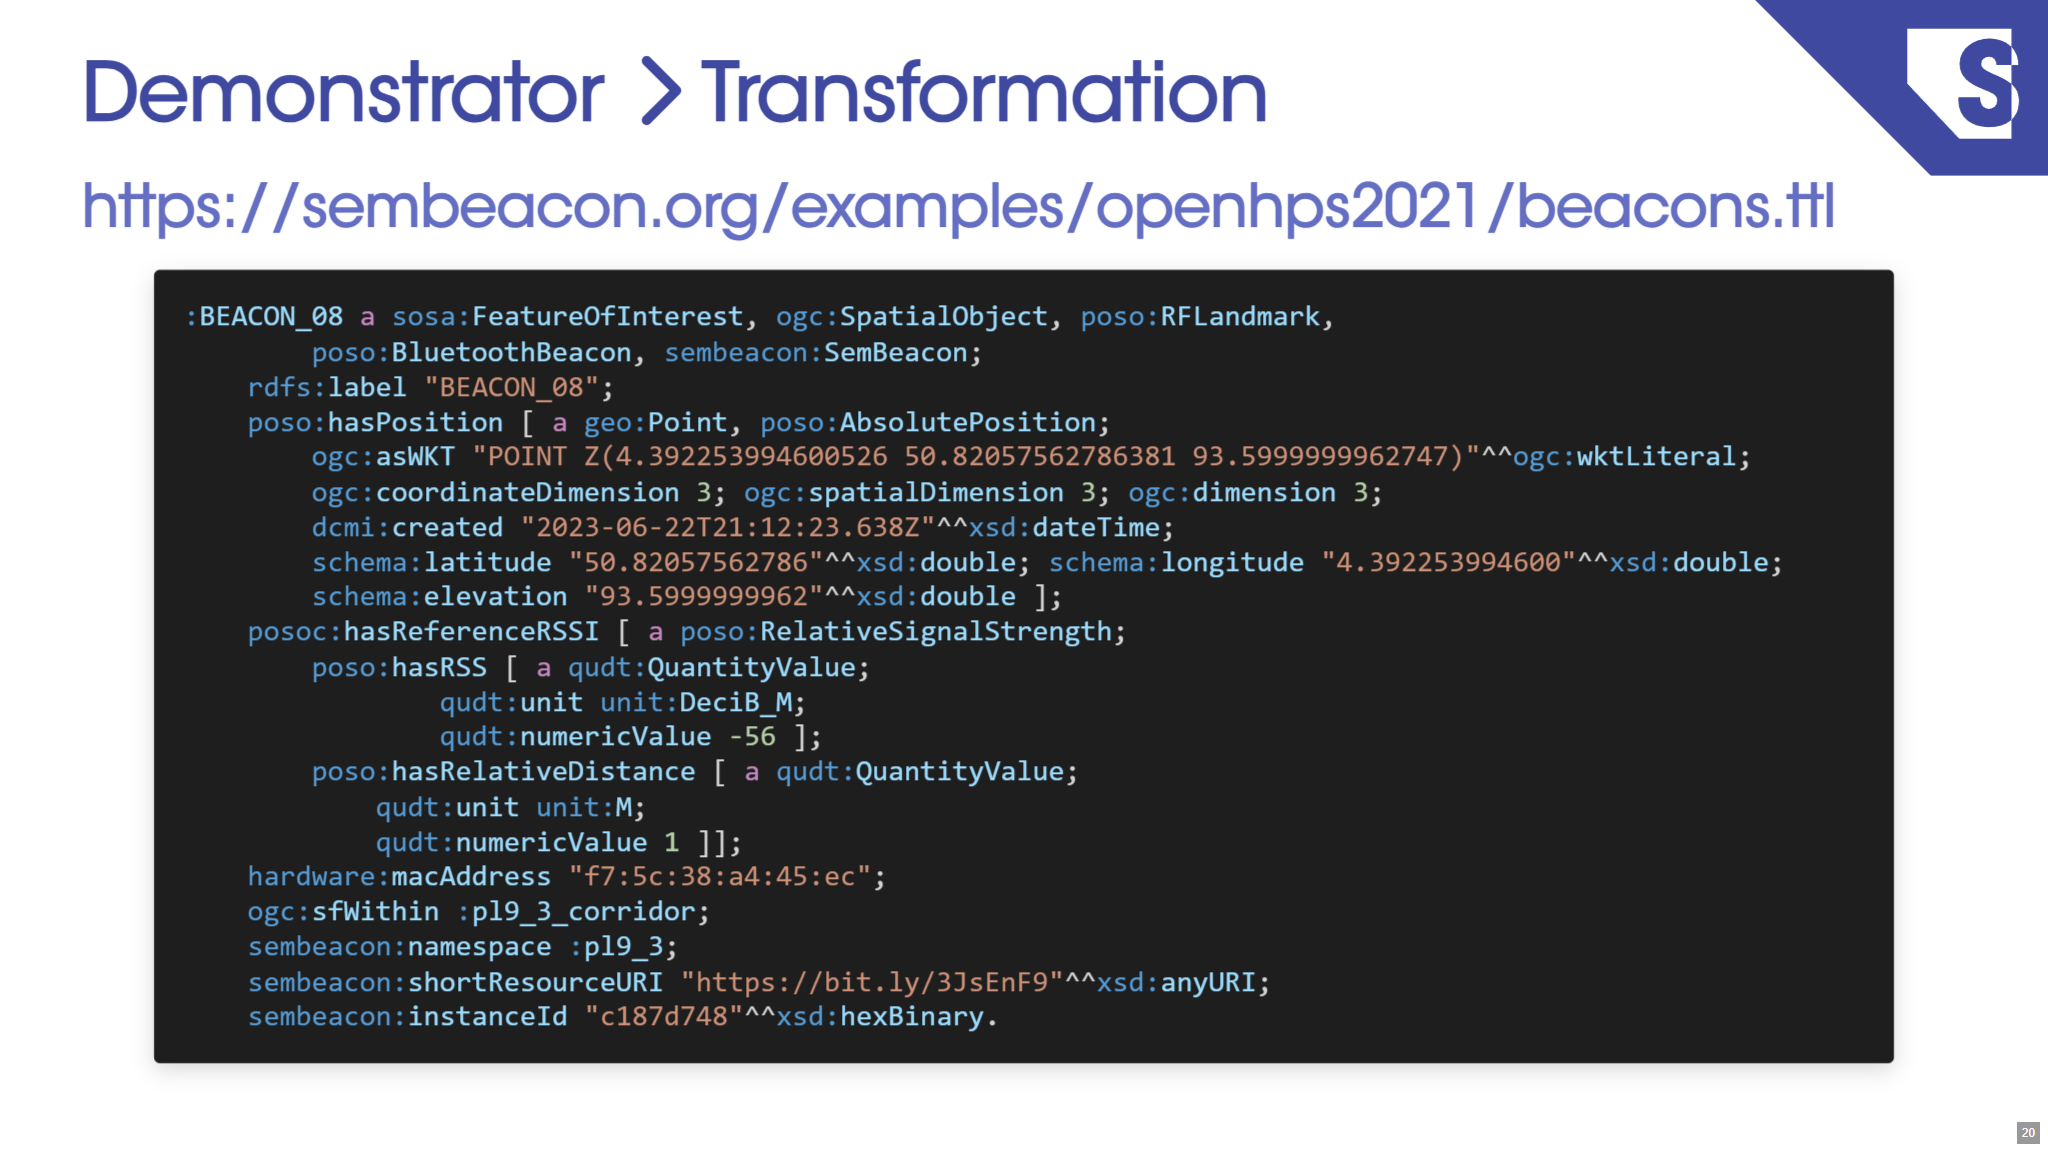 Demonstrator > Transformation
S
https://sembeacon.org/examples/openhps2021/beacons.ttl
:BEACON_08 a sosa:FeatureOfInterest, ogc:SpatialObject, poso:RFLandmark,
poso:BluetoothBeacon, sembeacon:SemBeacon;
rdfs:label "BEACON_08";
poso:hasPosition [ a geo:Point, poso:AbsolutePosition;
ogc:asWKT "POINT Z(4.392253994600526 50.82057562786381 93.5999999962747)"^^ogc:wktLiteral;
ogc:coordinateDimension 3; ogc:spatialDimension 3; ogc:dimension 3;
dcmi:created "2023-06-22T21:12:23.638Z"^^xsd:dateTime;
schema:latitude "50.82057562786"^^xsd:double; schema:longitude "4.392253994600"^^xsd:double;
schema:elevation "93.5999999962"^^xsd:double ];
posoc:hasReferenceRSSI [ a poso:RelativeSignalStrength;
poso:hasRSS [ a qudt:QuantityValue;
qudt:unit unit:DeciB_M;
qudt:numericValue -56 ];
poso:hasRelativeDistance [ a qudt:QuantityValue;
qudt:unit unit:M;
qudt:numericValue 1 ]];
hardware:macAddress "f7:5c:38:a4:45:ec";
ogc:sfWithin :pl9_3_corridor;
sembeacon:namespace :pl9_3;
sembeacon:shortResourceURI "https://bit.ly/3JsEnF9"^^xsd:anyURI;
sembeacon:instanceId "c187d748"^^xsd:hexBinary.
20